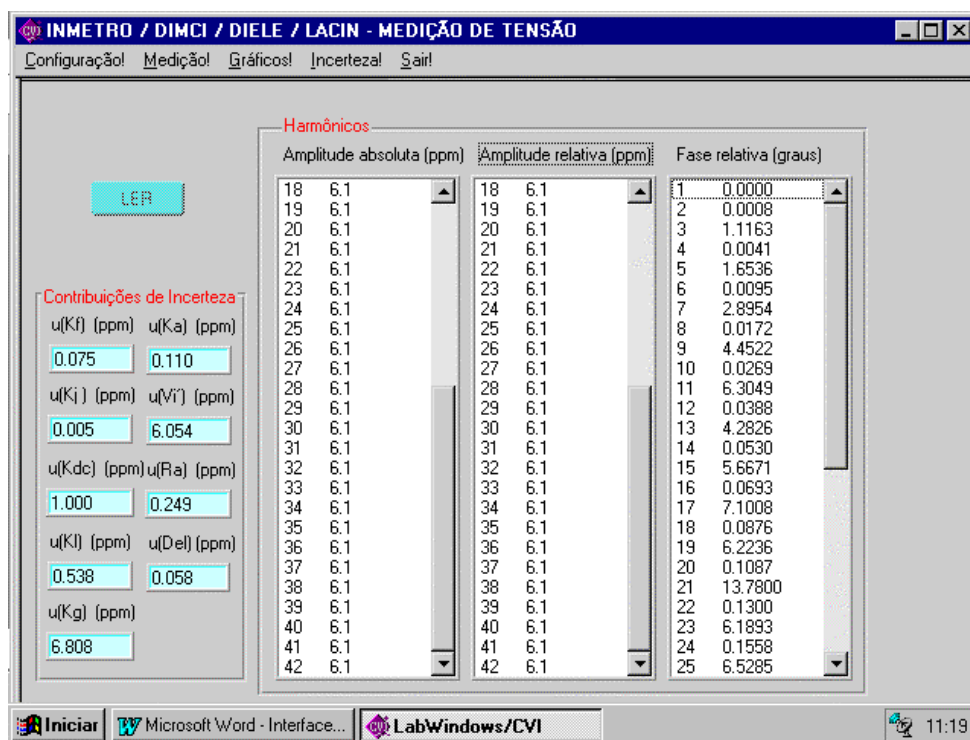 INMETRO / DIMCI / DIELE / LACIN - MEDIÇÃO DE TENSÃO
Configuração! Medição! Gráficos! Incerteza! Sair!
LER
Contribuições de Incerteza
u(Kf) (ppm) u(Ka) (ppm)
0.075 0.110
u(Kj) (ppm) u(Vi´) (ppm)
0.005 6.054
u(Kdc) (ppm) u(Ra) (ppm)
1.000 0.249
u(Kl) (ppm) u(Del) (ppm)
0.538 0.058
u(Kg) (ppm)
6.808
Harmônicos
Amplitude absoluta (ppm) Amplitude relativa (ppm) Fase relativa (graus)
18 6.1 18 6.1 1 0.0000
19 6.1 19 6.1 2 0.0008
20 6.1 20 6.1 3 1.1163
21 6.1 21 6.1 4 0.0041
22 6.1 22 6.1 5 1.6536
23 6.1 23 6.1 6 0.0095
24 6.1 24 6.1 7 2.8954
25 6.1 25 6.1 8 0.0172
26 6.1 26 6.1 9 4.4522
27 6.1 27 6.1 10 0.0269
28 6.1 28 6.1 11 6.3049
29 6.1 29 6.1 12 0.0388
30 6.1 30 6.1 13 4.2826
31 6.1 31 6.1 14 0.0530
32 6.1 32 6.1 15 5.6671
33 6.1 33 6.1 16 0.0693
34 6.1 34 6.1 17 7.1008
35 6.1 35 6.1 18 0.0876
36 6.1 36 6.1 19 6.2236
37 6.1 37 6.1 20 0.1087
38 6.1 38 6.1 21 13.7800
39 6.1 39 6.1 22 0.1300
40 6.1 40 6.1 23 6.1893
41 6.1 41 6.1 24 0.1558
42 6.1 42 6.1 25 6.5285
Iniciar Microsoft Word - Interface... LabWindows/CVI 11:19